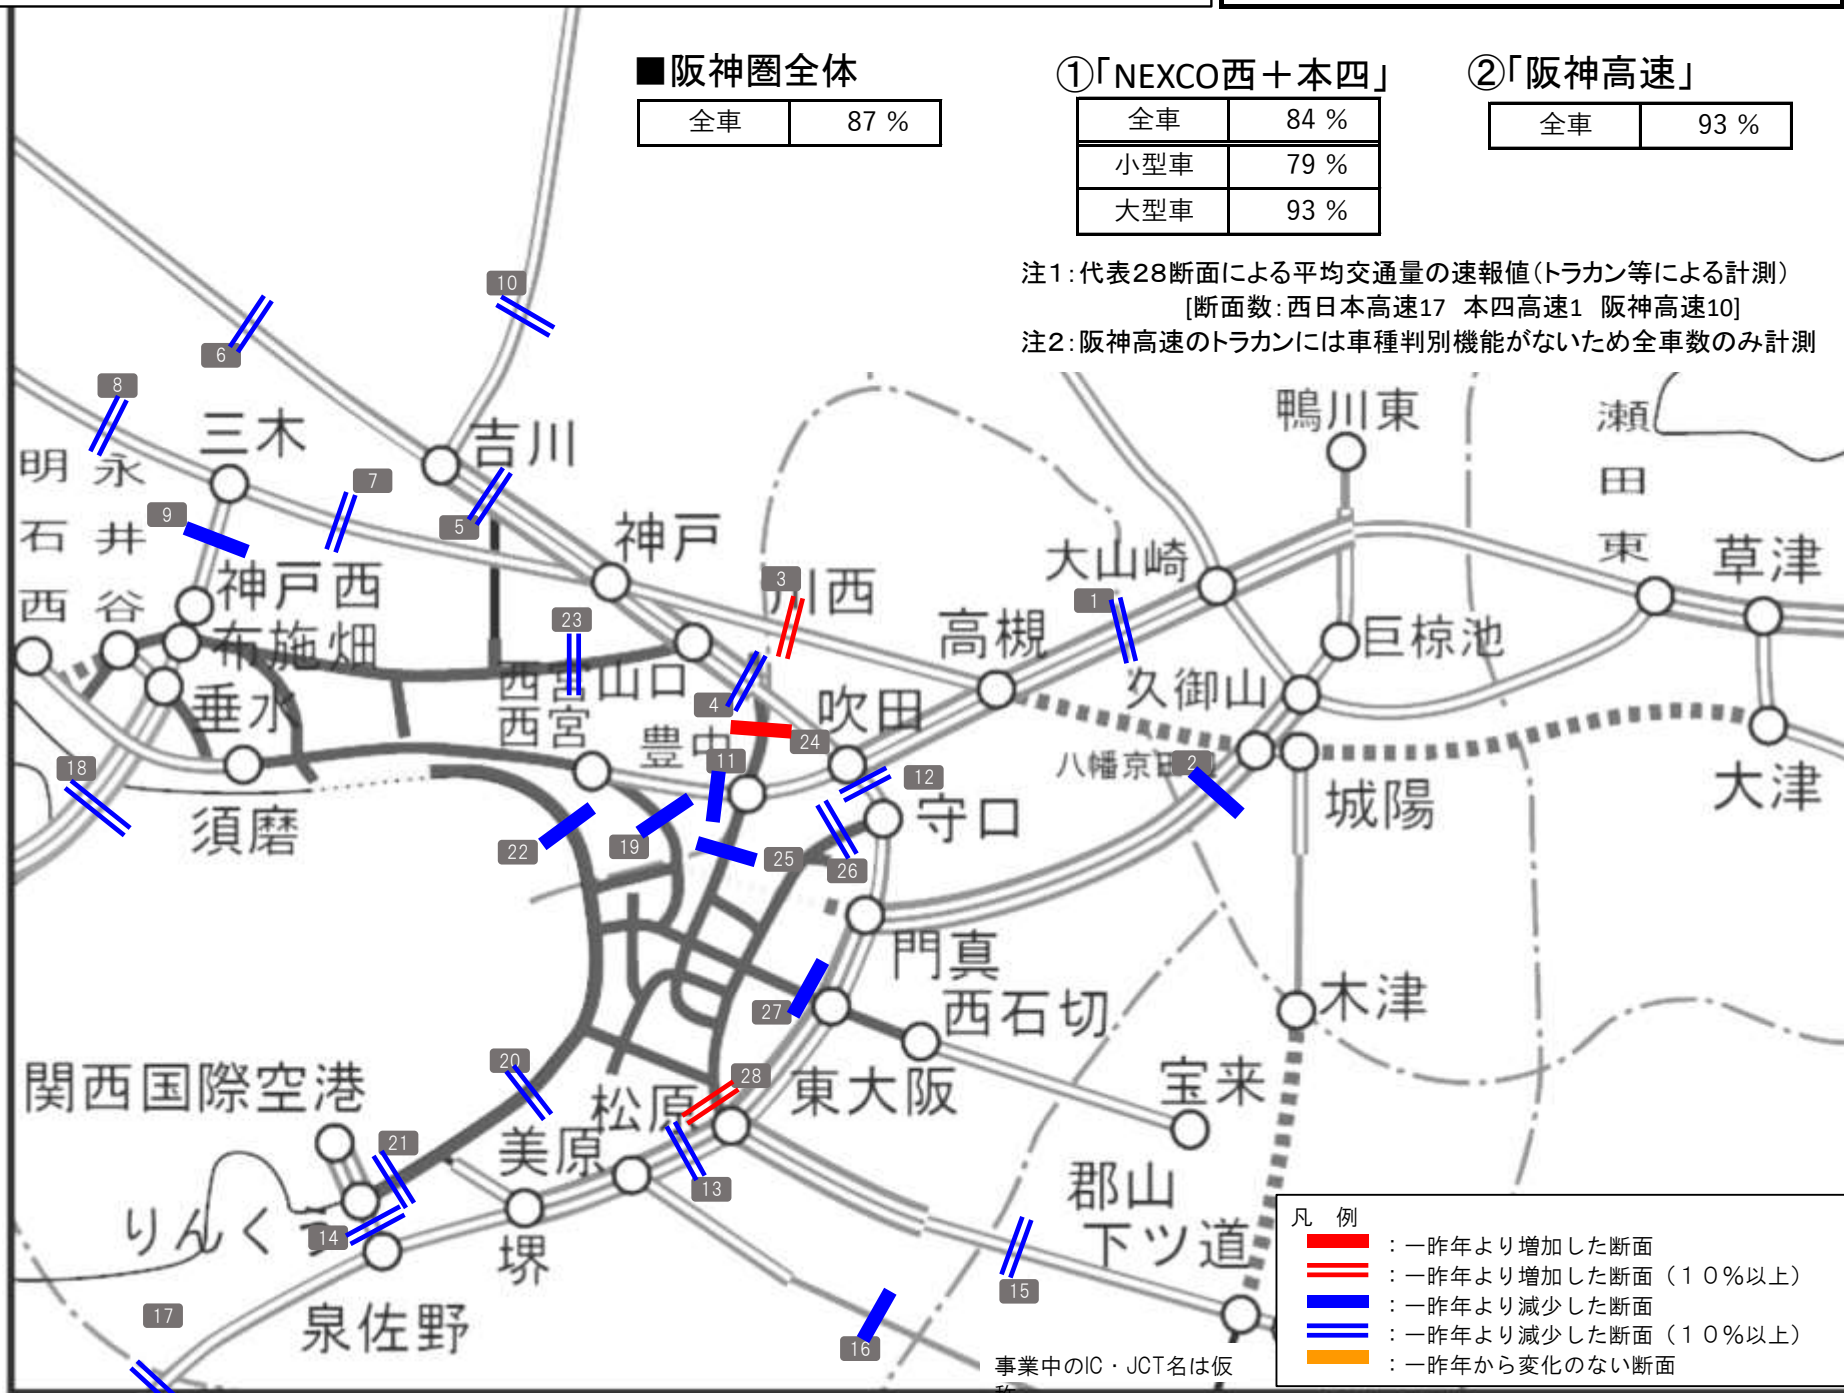 ■阪神圏全体
全車 87 %
①「NEXCO西＋本四」
全車 84 %
小型車 79 %
大型車 93 %
②「阪神高速」
全車 93 %
注1：代表28断面による平均交通量の速報値（トラカン等による計測）
[断面数：西日本高速17 本四高速1 阪神高速10]
注2：阪神高速のトラカンには車種判別機能がないため全車数のみ計測
10
6
8
三木
吉川
鴨川東
瀬田東
明石西
永井谷
7
9
5
神戸
神戸西
大山崎
草津
3
川西
1
23
布施畑
高槻
巨椋池
西宮山口
久御山
垂水
4
吹田
西宮
豊中
24
11
八幡京田
2
18
12
大津
須磨
守口
城陽
22
19
25
26
門真
西石切
木津
27
20
関西国際空港
28
松原
東大阪
宝来
21
美原
13
郡山
下ツ道
りんくう
14
堺
15
17
泉佐野
16
事業中のIC・JCT名は仮
凡 例
：一昨年より増加した断面
：一昨年より増加した断面（１０％以上）
：一昨年より減少した断面
：一昨年より減少した断面（１０％以上）
：一昨年から変化のない断面